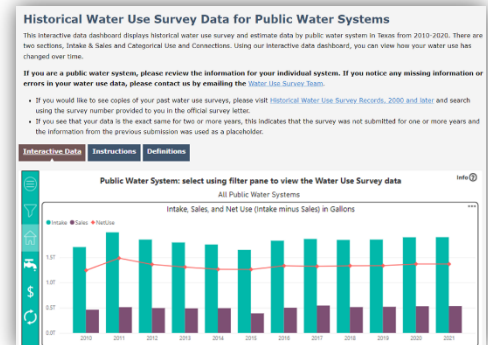 Historical Water Use Survey Data for Public Water Systems
This interactive data dashboard displays historical water use survey and estimate data by public water system in Texas from 2010-2020. There are
two sections, Intake & Sales and Categorical Use and Connections. Using our interactive data dashboard, you can view how your water use has
changed over time.
If you are a public water system, please review the information for your individual system. If you notice any missing information or
errors in your water use data, please contact us by emailing the Water Use Survey Team.
• If you would like to see copies of your past water use surveys, please visit Historical Water Use Survey Records, 2000 and later and search
using the survey number provided to you in the official survey letter.
• If you see that your data is the exact same for two or more years, this indicates that the survey was not submitted for one or more years and
the information from the previous submission was used as a placeholder.
Interactive Data Instructions Definitions
Public Water System: select using filter pane to view the Water Use Survey data
Info ?
All Public Water Systems
Intake, Sales, and Net Use (Intake minus Sales) in Gallons
Intake Sales NetUse
1.5T
1.0T
0.5T
0.0T
2010 2011 2012 2013 2014 2015 2016 2017 2018 2019 2020 2021
$